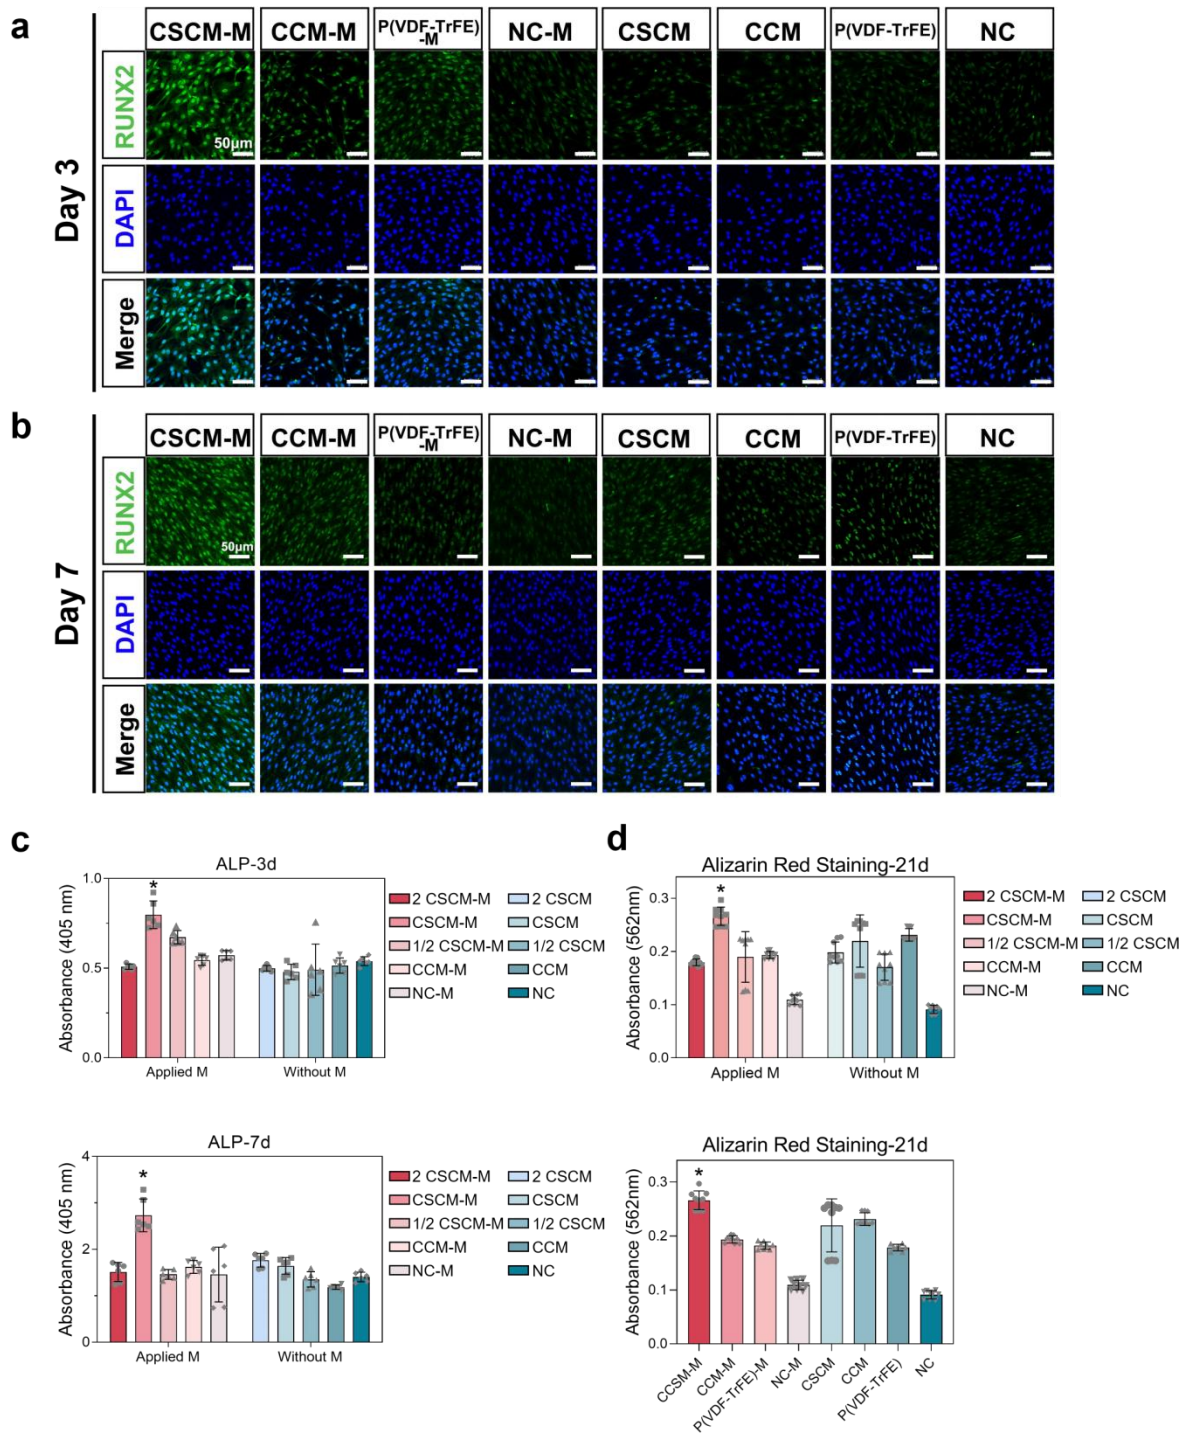 a
CSCM-M
CCM-M
P(VDF-TrFE)
-M
NC-M
CSCM
CCM
P(VDF-TrFE)
NC
Day 3
RUNX2
50μm
DAPI
Merge
b
CSCM-M
CCM-M
P(VDF-TrFE)
-M
NC-M
CSCM
CCM
P(VDF-TrFE)
NC
Day 7
RUNX2
50μm
DAPI
Merge
c
ALP-3d
Absorbance (405 nm)
1.0
0.5
0.0
*
Applied M
Without M
2 CSCM-M
CSCM-M
1/2 CSCM-M
CCM-M
NC-M
2 CSCM
CSCM
1/2 CSCM
CCM
NC
ALP-7d
Absorbance (405 nm)
4
2
0
*
Applied M
Without M
2 CSCM-M
CSCM-M
1/2 CSCM-M
CCM-M
NC-M
2 CSCM
CSCM
1/2 CSCM
CCM
NC
d
Alizarin Red Staining-21d
Absorbance (562nm)
0.3
0.2
0.1
0.0
*
Applied M
Without M
2 CSCM-M
CSCM-M
1/2 CSCM-M
CCM-M
NC-M
2 CSCM
CSCM
1/2 CSCM
CCM
NC
Alizarin Red Staining-21d
Absorbance (562nm)
0.3
0.2
0.1
0.0
*
CCSM-M
CCM-M
P(VDF-TrFE)-M
NC-M
CSCM
CCM
P(VDF-TrFE)
NC